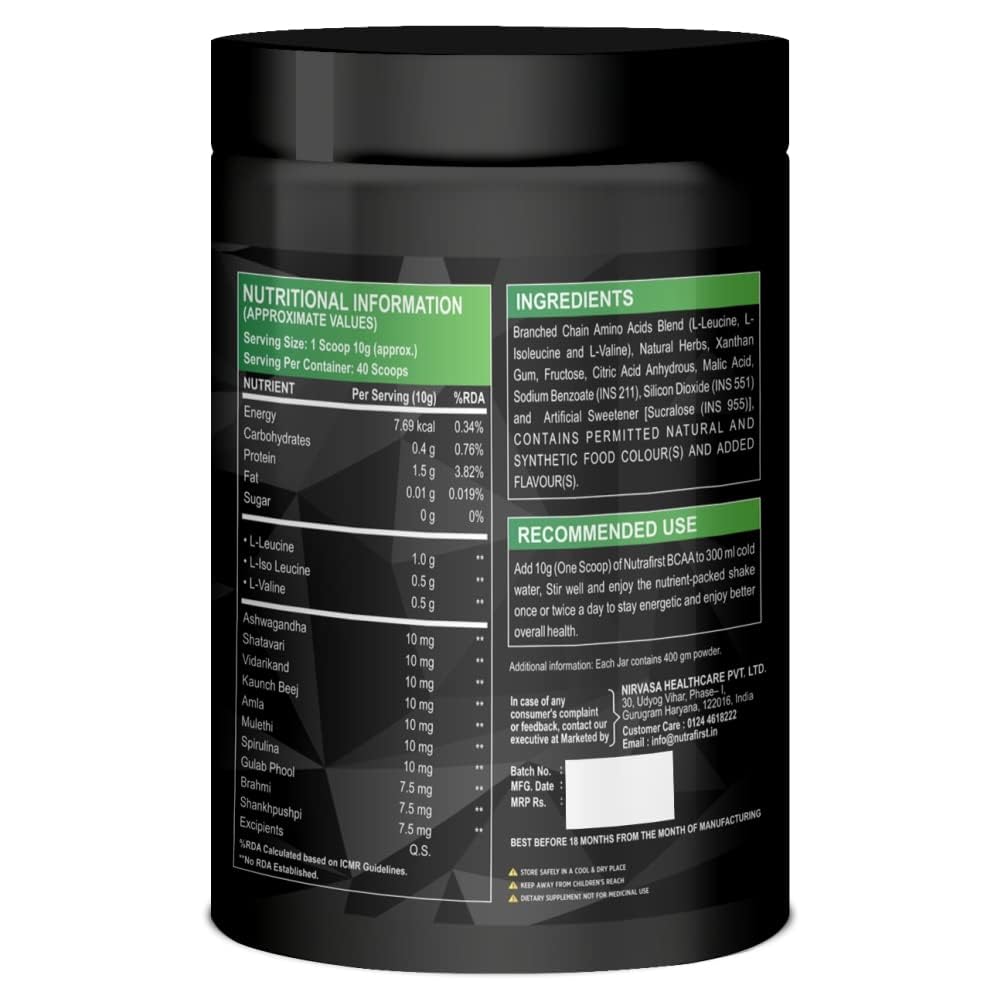 NUTRITIONAL INFORMATION
(APPROXIMATE VALUES)
Serving Size: 1 Scoop 10g (approx.)
Serving Per Container: 40 Scoops
NUTRIENT Per Serving (10g) %RDA
Energy 7.69 kcal 0.34%
Carbohydrates 0.4 g 0.76%
Protein 1.5 g 3.82%
Fat 0.01 g 0.019%
Sugar 0 g 0%
• L-Leucine 1.0 g **
• L-Iso Leucine 0.5 g **
• L-Valine 0.5 g **
Ashwagandha 10 mg **
Shatavari 10 mg **
Vidarikand 10 mg **
Kaunch Beej 10 mg **
Amla 10 mg **
Mulethi 10 mg **
Spirulina 10 mg **
Gulab Phool 7.5 mg **
Brahmi 7.5 mg **
Shankhpushpi 7.5 mg **
Excipients Q.S.
%RDA Calculated based on ICMR Guidelines.
**No RDA Established.
INGREDIENTS
Branched Chain Amino Acids Blend (L-Leucine, L-
Isoleucine and L-Valine), Natural Herbs, Xanthan
Gum, Fructose, Citric Acid Anhydrous, Malic Acid,
Sodium Benzoate (INS 211), Silicon Dioxide (INS 551)
and Artificial Sweetener [Sucralose (INS 955)],
CONTAINS PERMITTED NATURAL AND
SYNTHETIC FOOD COLOUR(S) AND ADDED
FLAVOUR(S).
RECOMMENDED USE
Add 10g (One Scoop) of Nutrafirst BCAA to 300 ml cold
water, Stir well and enjoy the nutrient-packed shake
once or twice a day to stay energetic and enjoy better
overall health.
Additional information: Each Jar contains 400 gm powder.
In case of any
consumer's complaint
or feedback, contact our
executive at Marketed by
NIRVASA HEALTHCARE PVT. LTD.
30, Udyog Vihar, Phase– I,
Gurugram Haryana, 122016, India
Customer Care : 0124 4618222
Email : info@nutrafirst.in
Batch No. :
MFG. Date :
MRP Rs. :
BEST BEFORE 18 MONTHS FROM THE MONTH OF MANUFACTURING
STORE SAFELY IN A COOL & DRY PLACE
KEEP AWAY FROM CHILDREN'S REACH
DIETARY SUPPLEMENT NOT FOR MEDICINAL USE